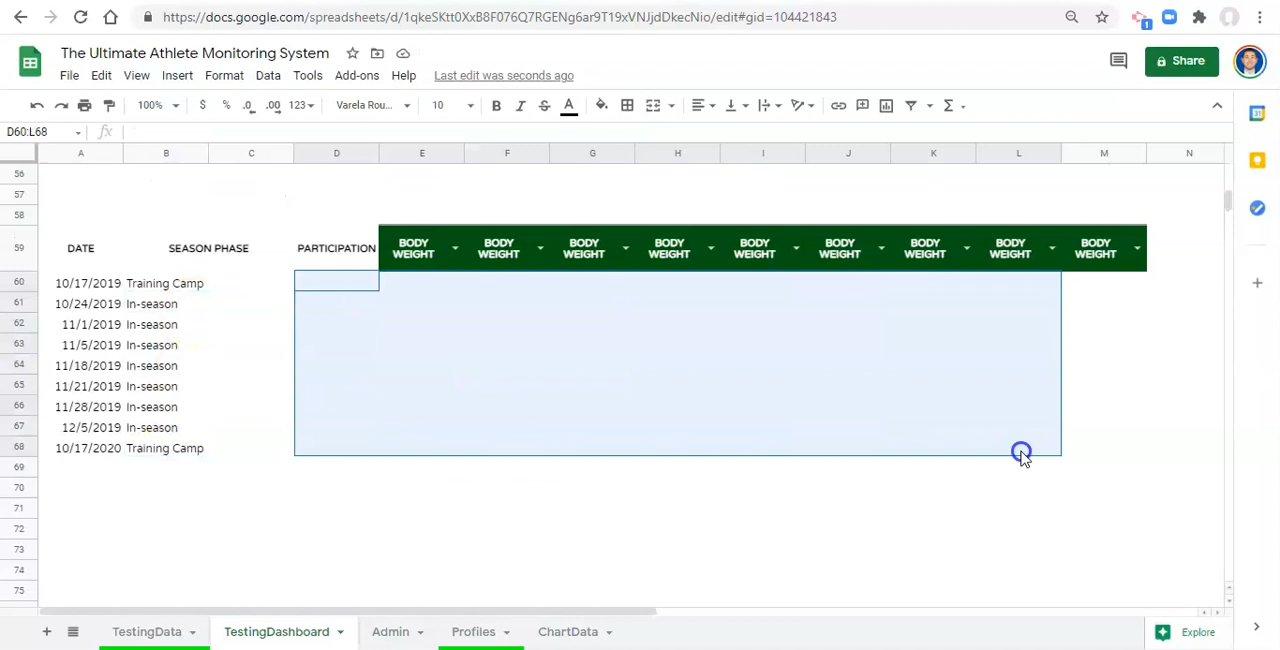 https://docs.google.com/spreadsheets/d/1qkeSKtt0XxB8F076Q7RGENg6ar9T19xVNJjdDkecNio/edit#gid=104421843
1
The Ultimate Athlete Monitoring System
File Edit View Insert Format Data Tools Add-ons Help Last edit was seconds ago
Share
100% $ % .0 .00 123 Varela Rou... 10 B I S A
D60:L68 fx
A B C D E F G H I J K L M N
56
57
58
59 DATE SEASON PHASE PARTICIPATION BODY WEIGHT BODY WEIGHT BODY WEIGHT BODY WEIGHT BODY WEIGHT BODY WEIGHT BODY WEIGHT BODY WEIGHT BODY WEIGHT
60 10/17/2019 Training Camp
61 10/24/2019 In-season
62 11/1/2019 In-season
63 11/5/2019 In-season
64 11/18/2019 In-season
65 11/21/2019 In-season
66 11/28/2019 In-season
67 12/5/2019 In-season
68 10/17/2020 Training Camp
69
70
71
72
73
74
75
TestingData TestingDashboard Admin Profiles ChartData Explore